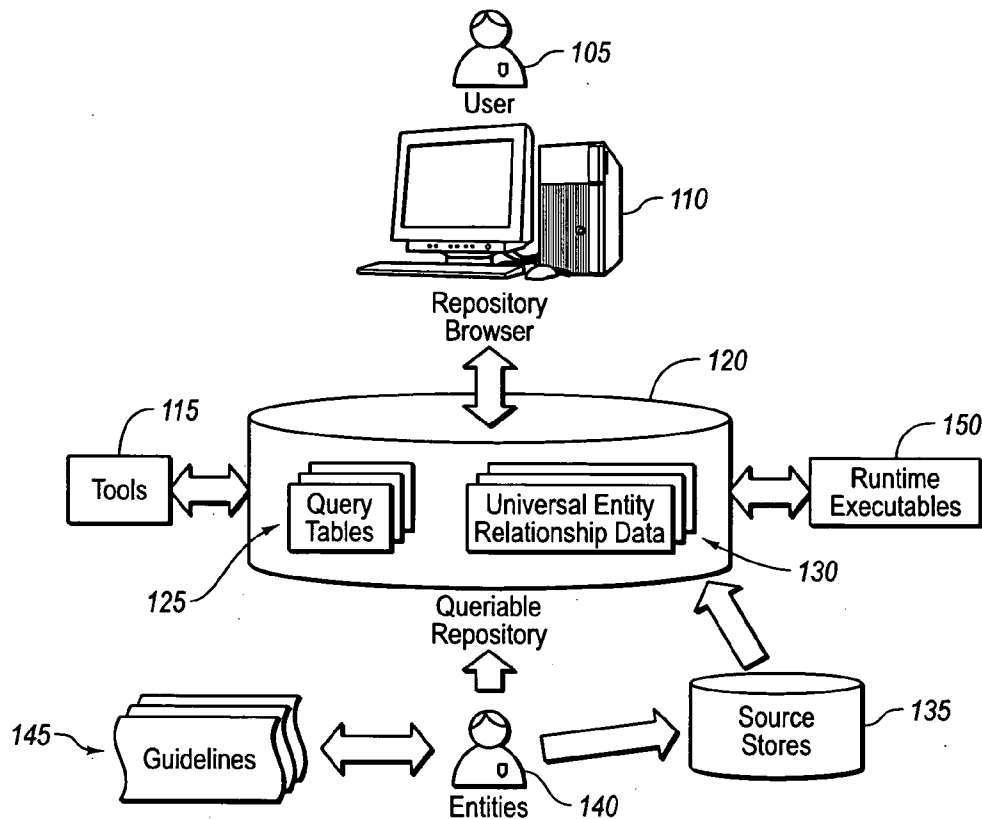 105
User
110
Repository
Browser
120
115
150
Tools
Query
Tables
Universal Entity
Relationship Data
Runtime
Executables
125
130
Queriable
Repository
145
Guidelines
Source
Stores
135
140
Entities